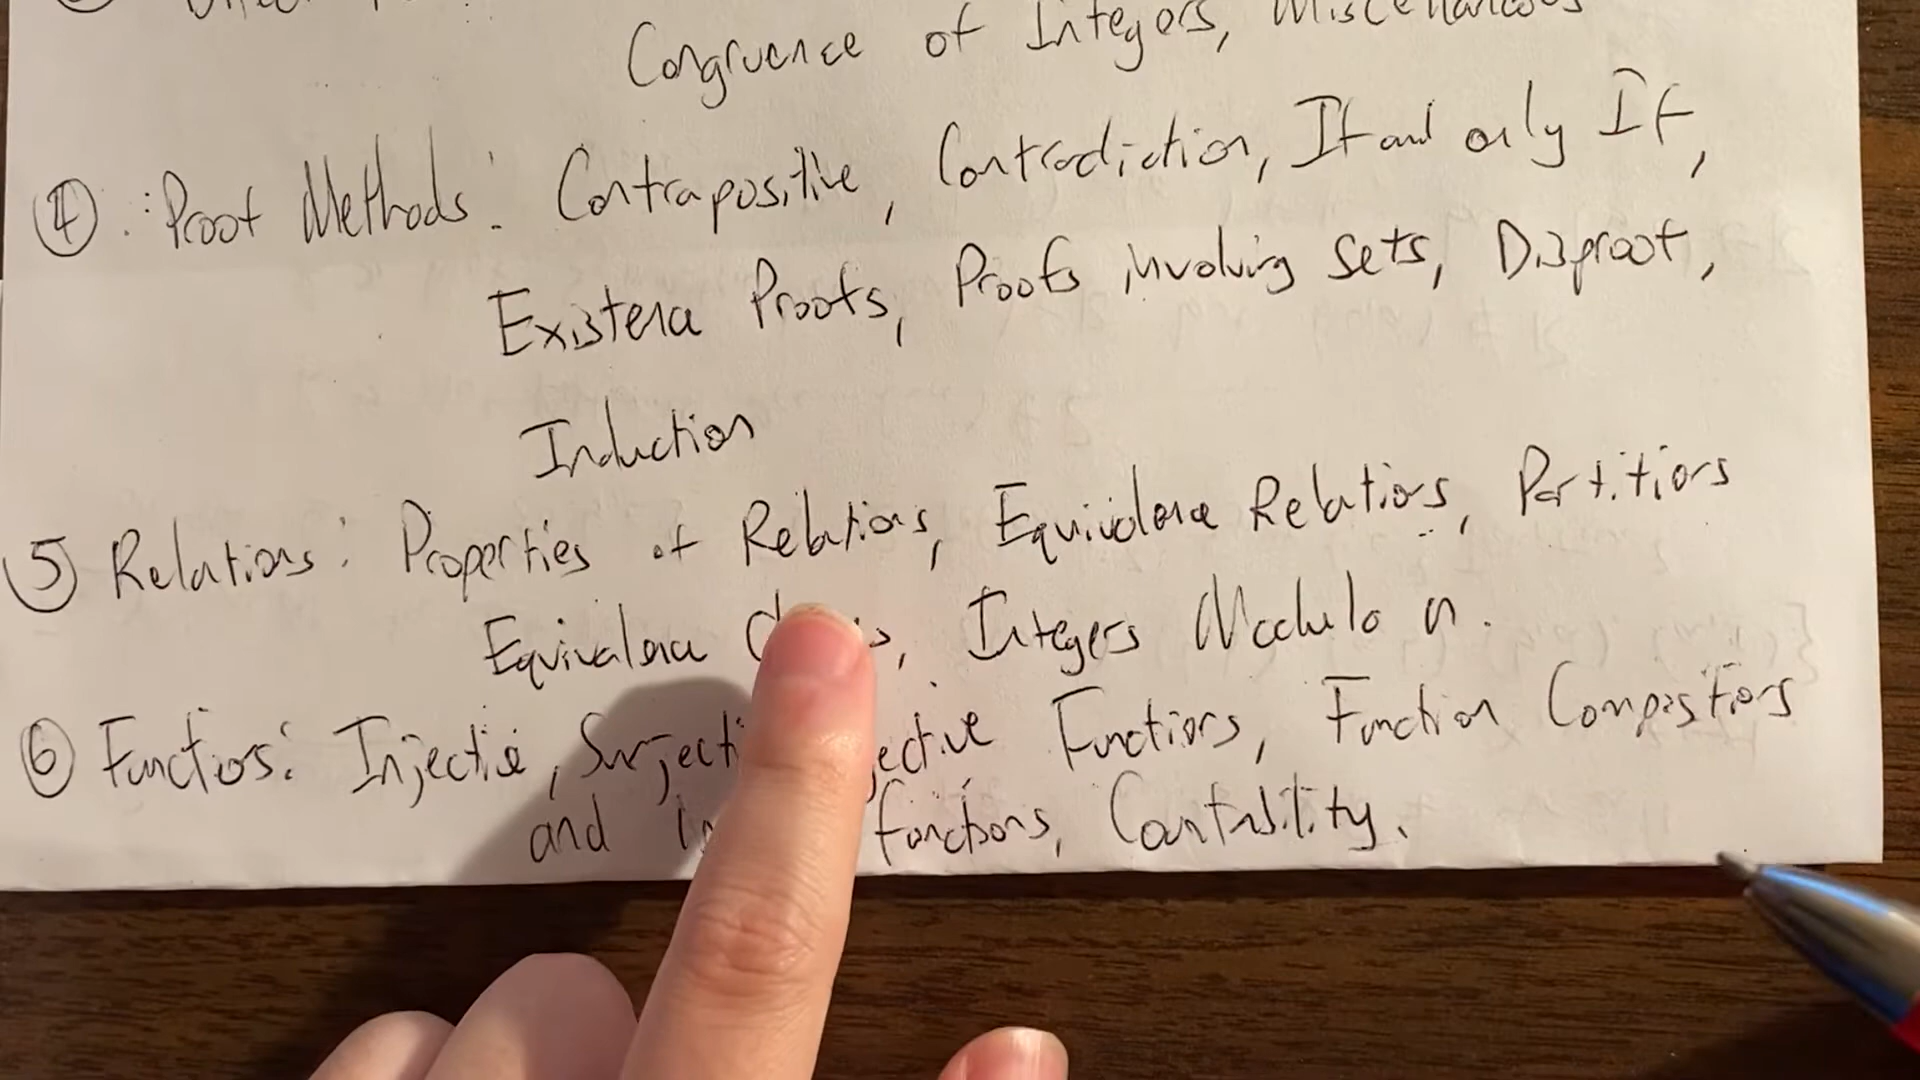 Congruence of Integers, Miscellaneous
④ : Proof Methods: Contrapositive, Contradiction, If and only If,
Existence Proofs, Proofs involving Sets, Disproof,
Induction
⑤ Relations: Properties of Relations, Equivalence Relations, Partitions
Equivalence Integers Modulo n.
⑥ Functions: Injective, Functions, Function Compositions
and functions, Countability.